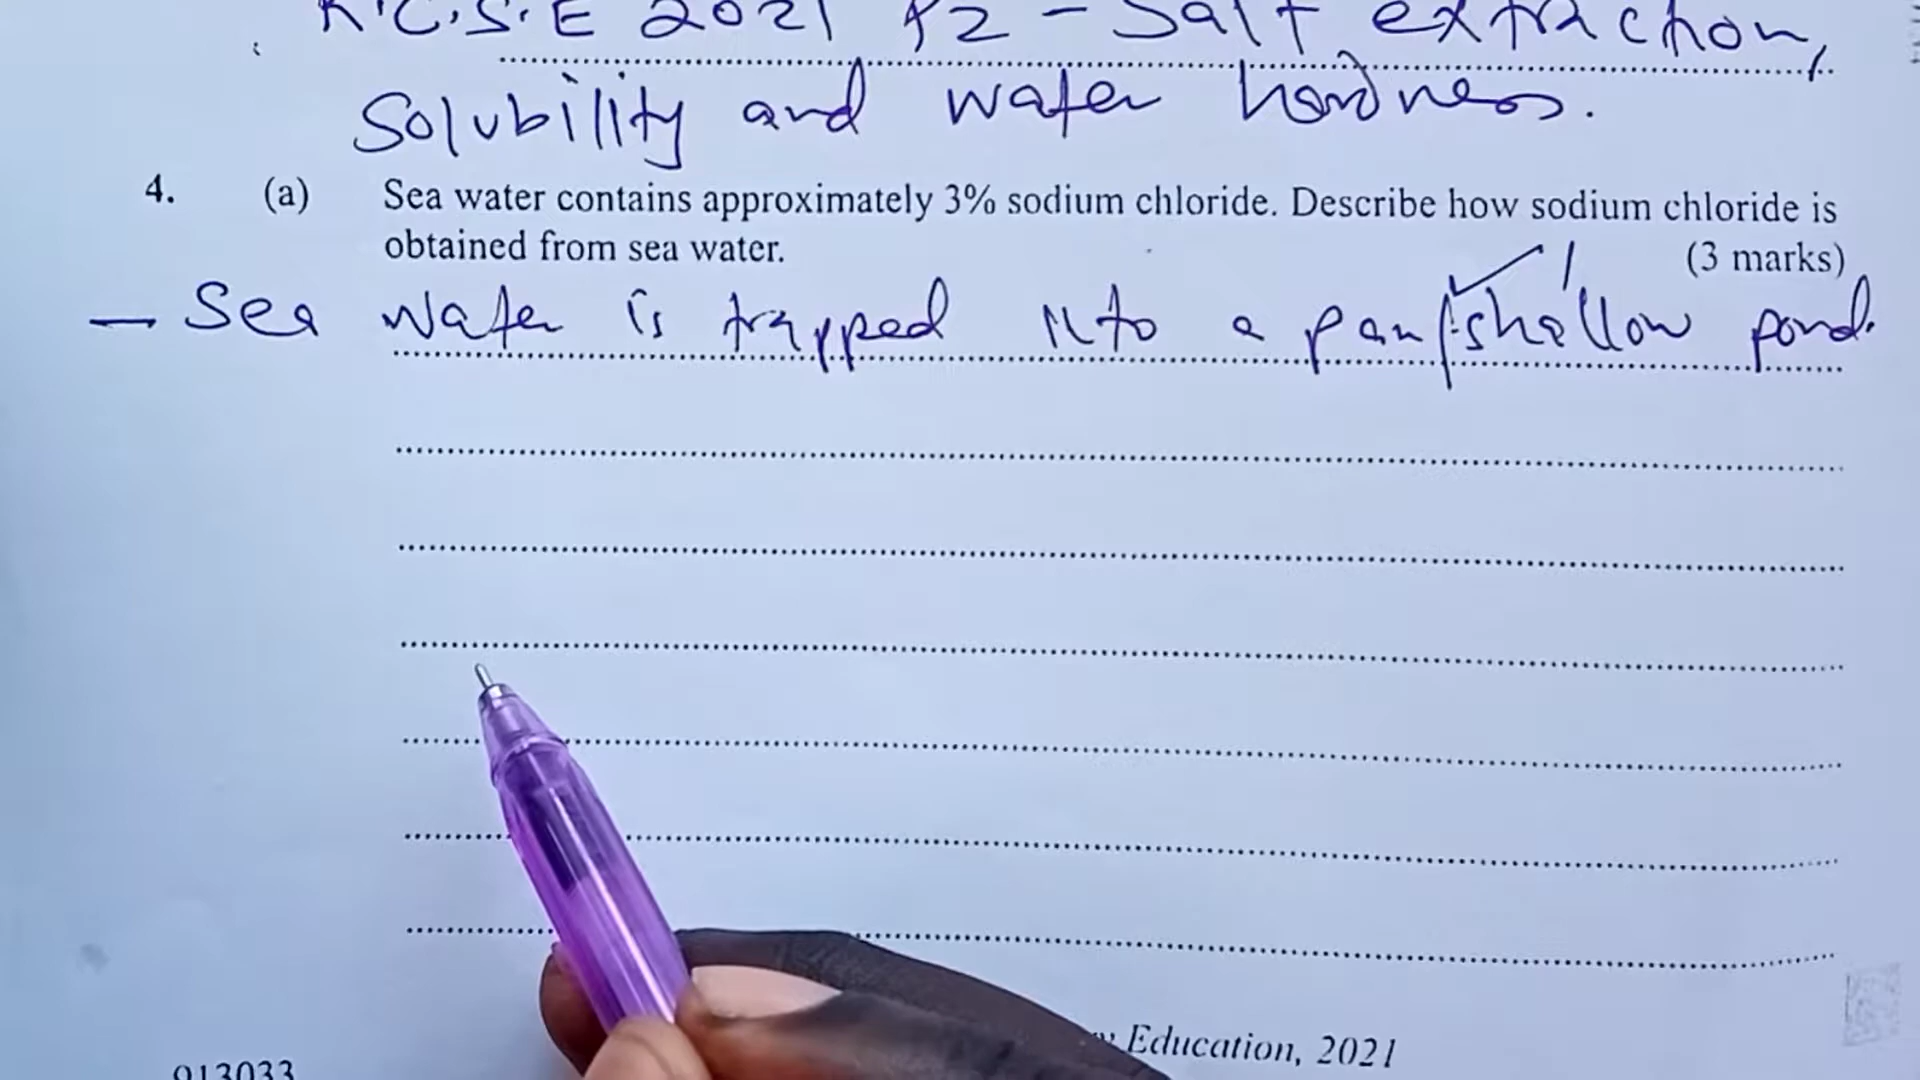 K.C.S.E 2021 P2 - Salt extraction,
Solubility and water hardness.
4. (a) Sea water contains approximately 3% sodium chloride. Describe how sodium chloride is
obtained from sea water. (3 marks)
- Sea water is trapped into a pan/shallow pond.
Education, 2021
913033